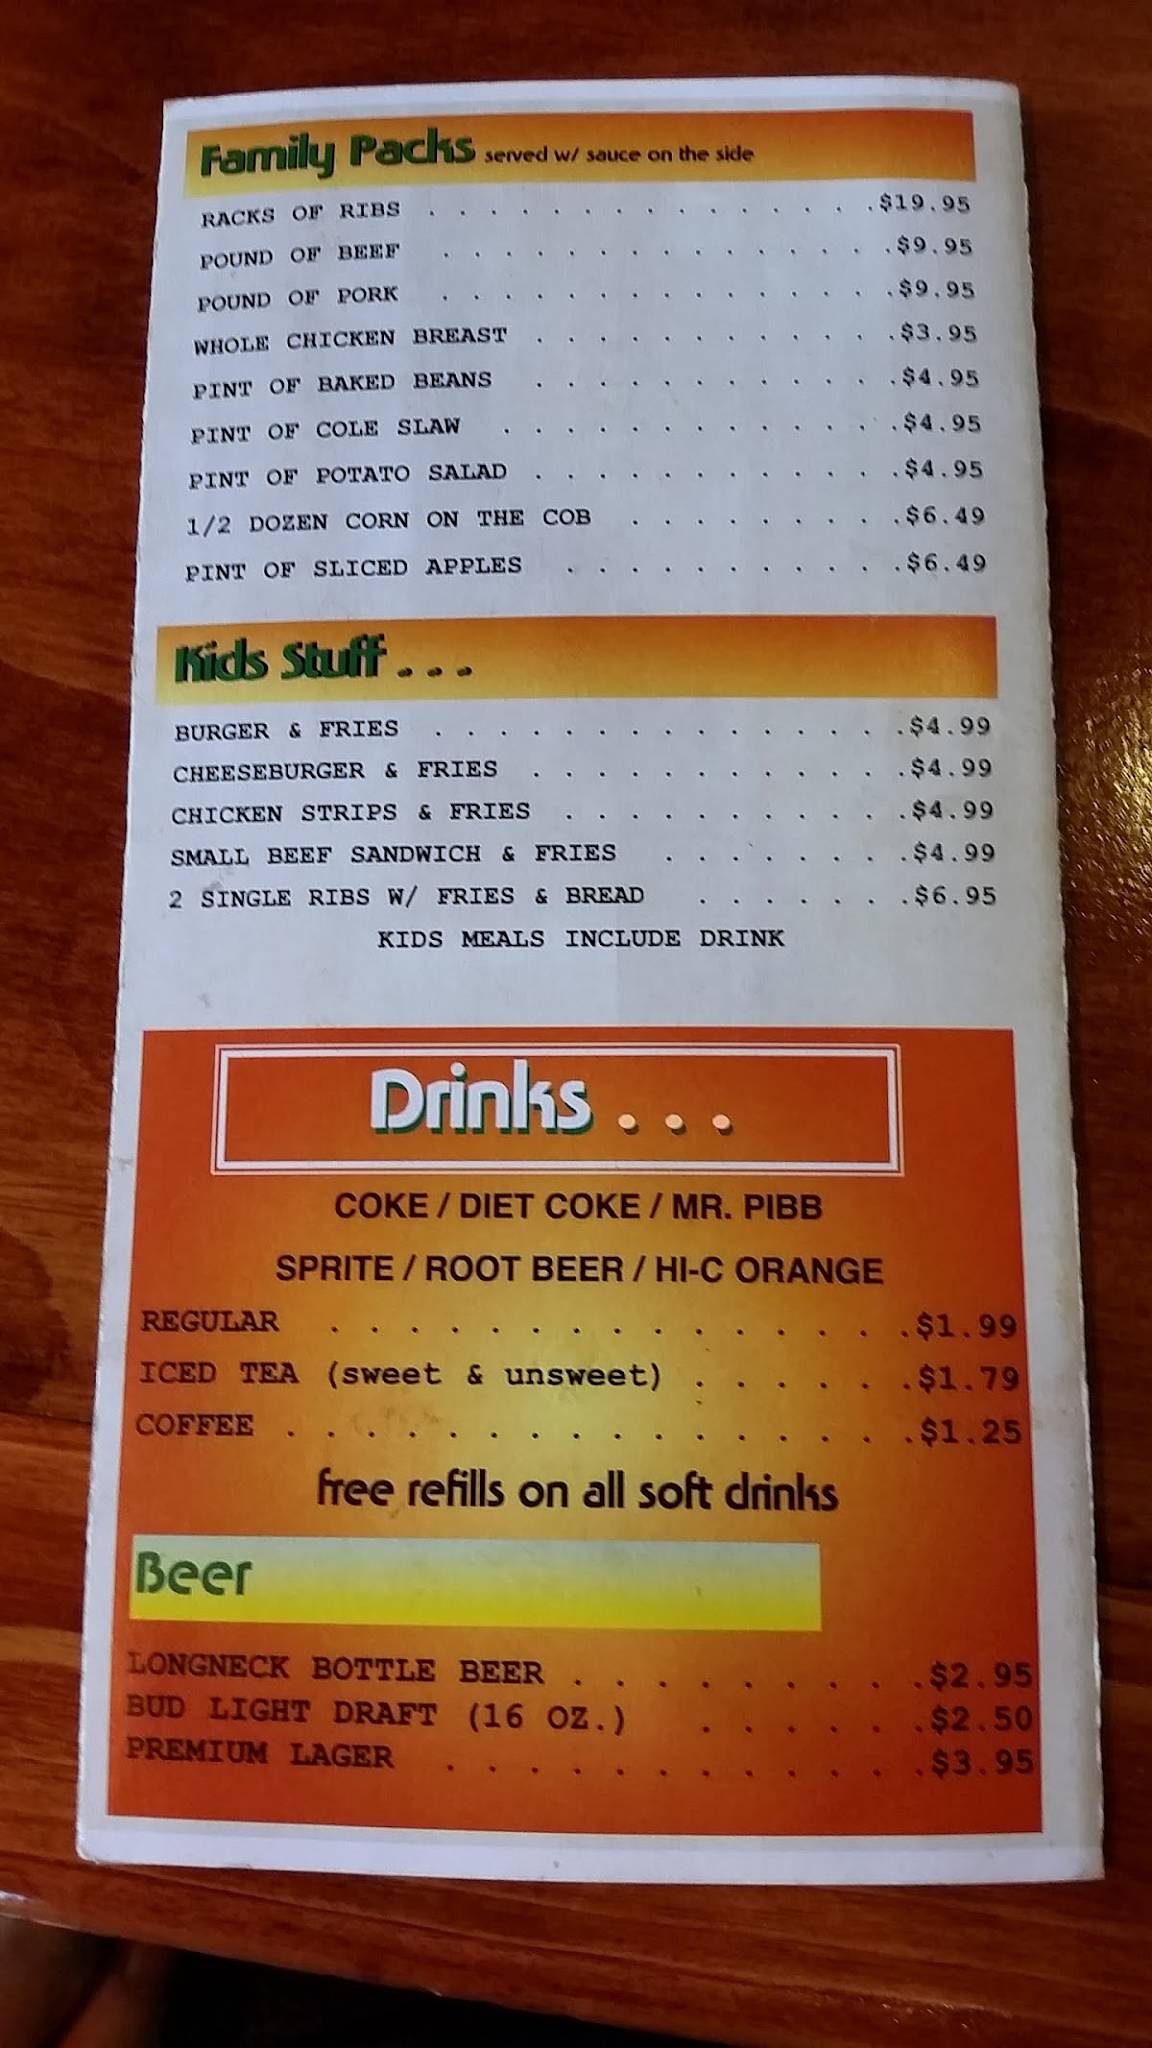 Family Packs served w/ sauce on the side
RACKS OF RIBS . . . . . . . . . . . . . . .$19.95
POUND OF BEEF . . . . . . . . . . . . . . .$9.95
POUND OF PORK . . . . . . . . . . . . . . .$9.95
WHOLE CHICKEN BREAST . . . . . . . . . . . .$3.95
PINT OF BAKED BEANS . . . . . . . . . . . .$4.95
PINT OF COLE SLAW . . . . . . . . . . . . .$4.95
PINT OF POTATO SALAD . . . . . . . . . . . .$4.95
1/2 DOZEN CORN ON THE COB . . . . . . . . .$6.49
PINT OF SLICED APPLES . . . . . . . . . . .$6.49
Kids Stuff . . .
BURGER & FRIES . . . . . . . . . . . . . . .$4.99
CHEESEBURGER & FRIES . . . . . . . . . . . .$4.99
CHICKEN STRIPS & FRIES . . . . . . . . . . .$4.99
SMALL BEEF SANDWICH & FRIES . . . . . . . .$4.99
2 SINGLE RIBS W/ FRIES & BREAD . . . . . . .$6.95
KIDS MEALS INCLUDE DRINK
Drinks . . .
COKE / DIET COKE / MR. PIBB
SPRITE / ROOT BEER / HI-C ORANGE
REGULAR . . . . . . . . . . . . . . .$1.99
ICED TEA (sweet & unsweet) . . . . . .$1.79
COFFEE . . . . . . . . . . . . . . . .$1.25
free refills on all soft drinks
Beer
LONGNECK BOTTLE BEER . . . . . . . . .$2.95
BUD LIGHT DRAFT (16 OZ.) . . . . . .$2.50
PREMIUM LAGER . . . . . . . . . . . .$3.95